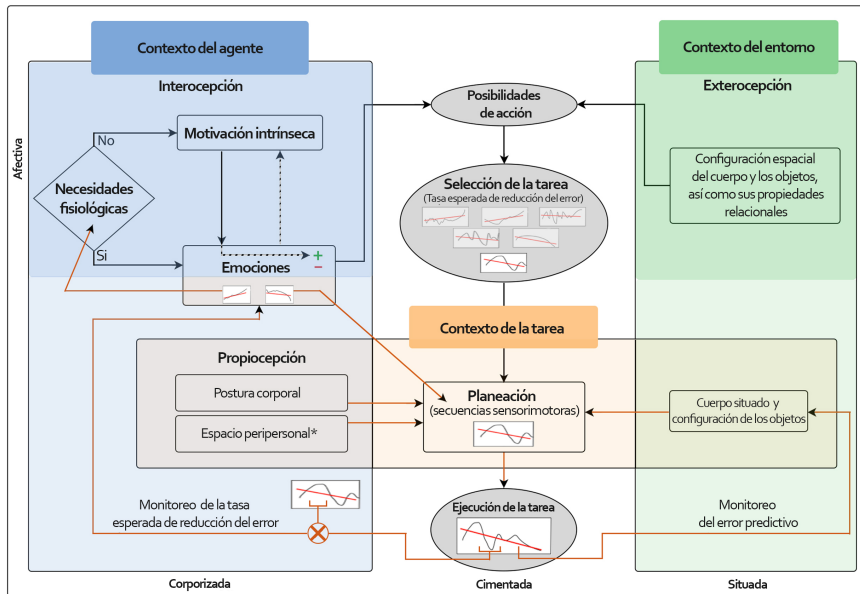 Contexto del agente
Contexto del entorno
Interocepción
Exterocepción
Afectiva
No
Motivación intrínseca
Necesidades
fisiológicas
Si
Emociones
+
−
Posibilidades
de acción
Selección de la tarea
(Tasa esperada de reducción del error)
Configuración espacial
del cuerpo y los objetos,
así como sus propiedades
relacionales
Contexto de la tarea
Propiocepción
Postura corporal
Espacio peripersonal*
Planeación
(secuencias sensorimotoras)
Cuerpo situado y
configuración de los objetos
Monitoreo de la tasa
esperada de reducción del error
Ejecución de la tarea
Monitoreo
del error predictivo
Corporizada
Cimentada
Situada